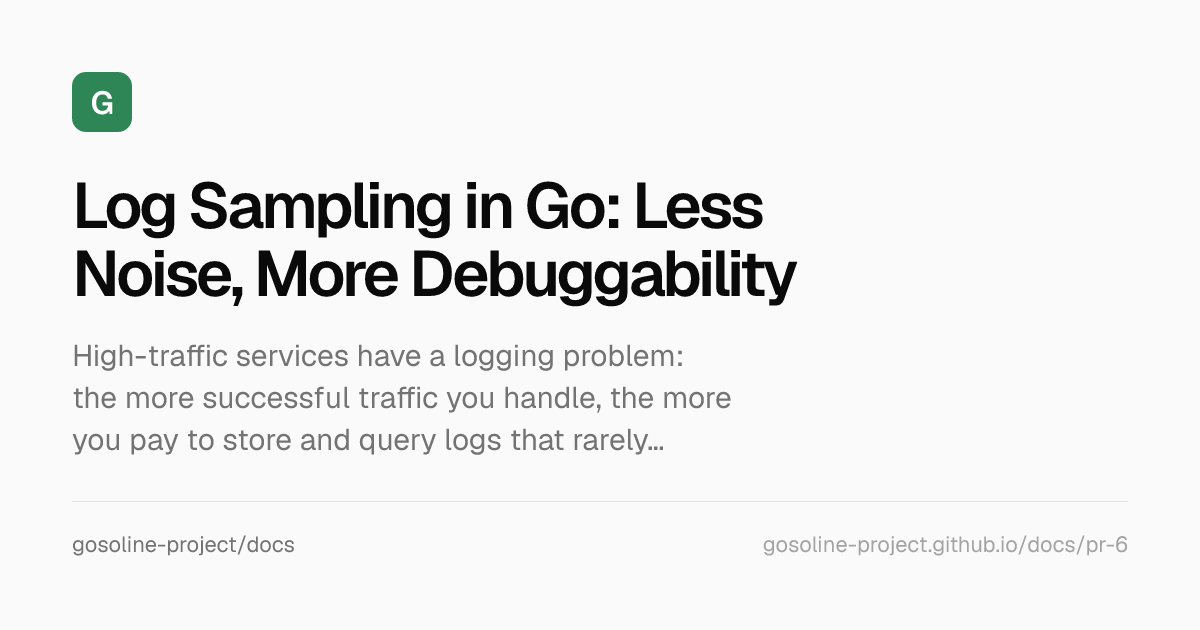 G
Log Sampling in Go: Less
Noise, More Debuggability
High-traffic services have a logging problem:
the more successful traffic you handle, the more
you pay to store and query logs that rarely...
gosoline-project/docs
gosoline-project.github.io/docs/pr-6